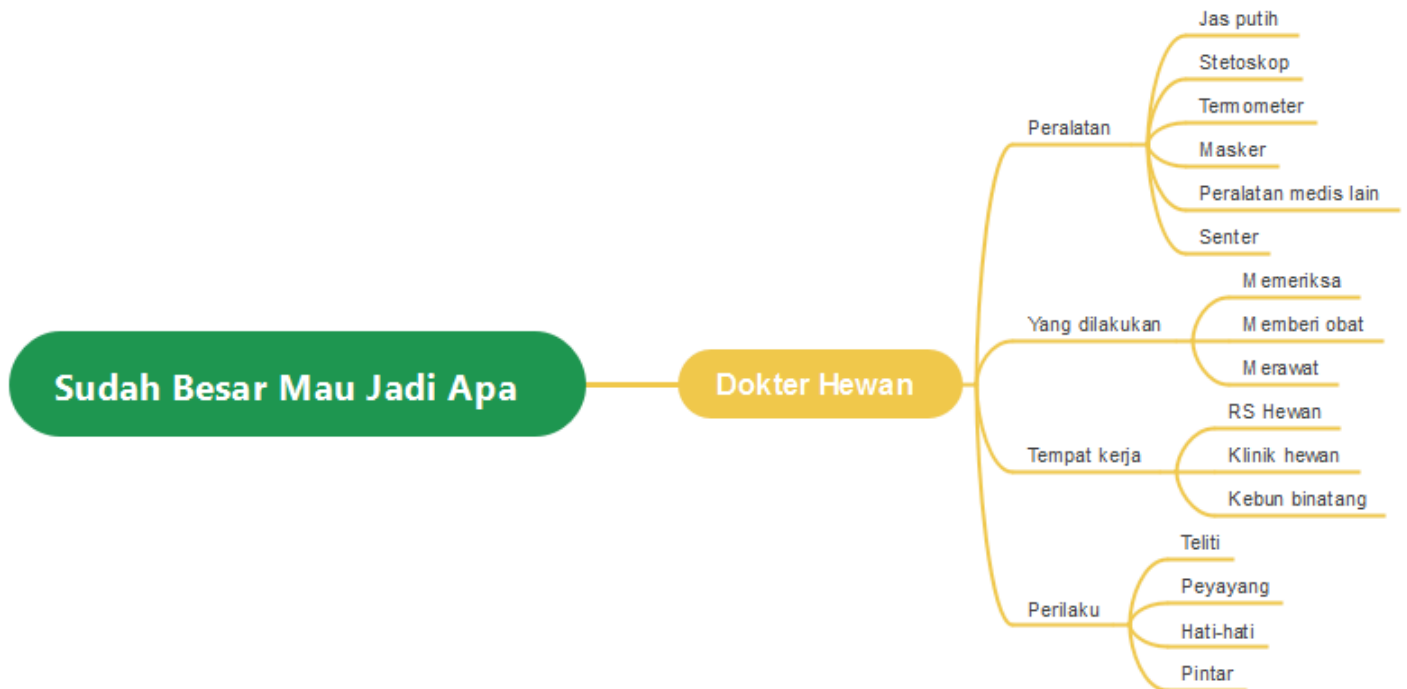 Sudah Besar Mau Jadi Apa
Dokter Hewan
Peralatan
Jas putih
Stetoskop
Termometer
Masker
Peralatan medis lain
Senter
Yang dilakukan
Memeriksa
Memberi obat
Merawat
Tempat kerja
RS Hewan
Klinik hewan
Kebun binatang
Perilaku
Teliti
Peyayang
Hati-hati
Pintar